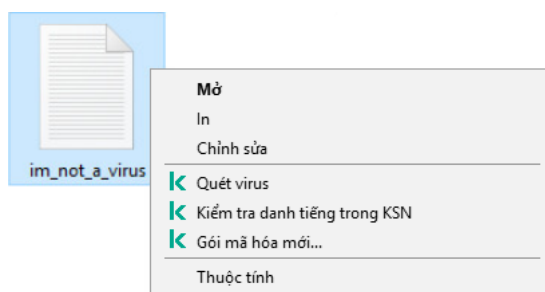 im_not_a_virus
Mở
In
Chỉnh sửa
Quét virus
Kiểm tra danh tiếng trong KSN
Gói mã hóa mới...
Thuộc tính